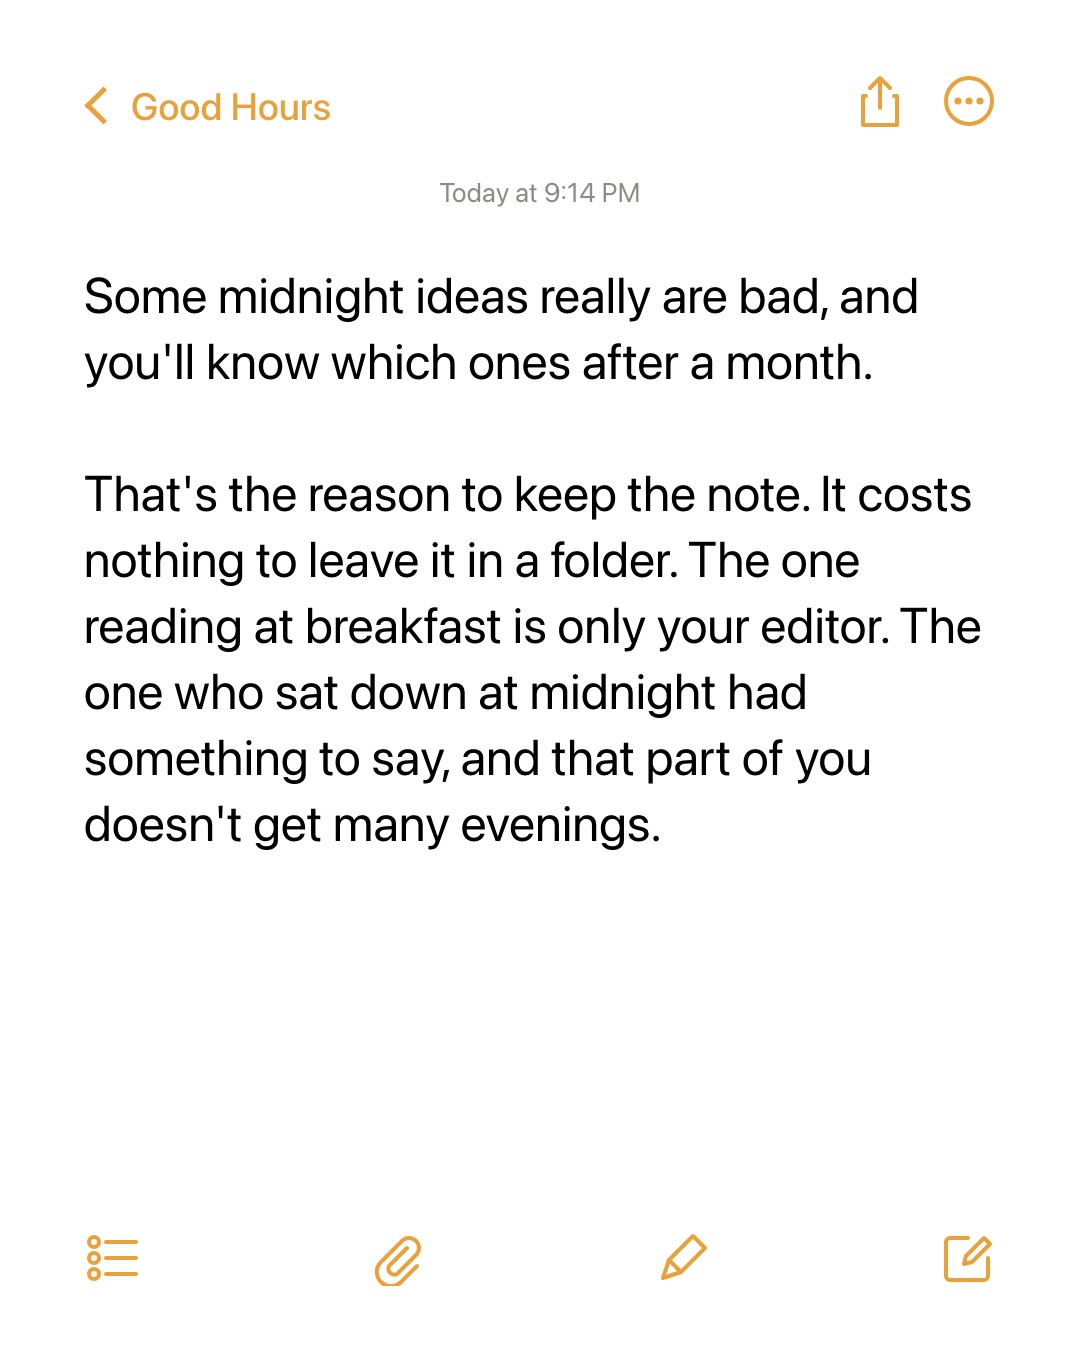 Good Hours
Today at 9:14 PM
Some midnight ideas really are bad, and
you'll know which ones after a month.
That's the reason to keep the note. It costs
nothing to leave it in a folder. The one
reading at breakfast is only your editor. The
one who sat down at midnight had
something to say, and that part of you
doesn't get many evenings.